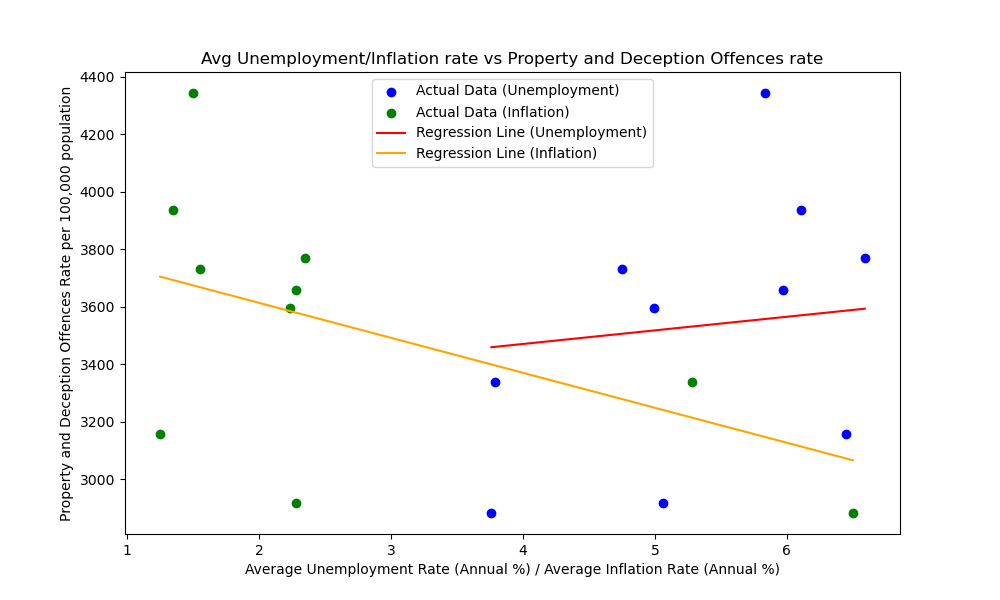 Avg Unemployment/Inflation rate vs Property and Deception Offences rate
Property and Deception Offences Rate per 100,000 population
4400
4200
4000
3800
3600
3400
3200
3000
Actual Data (Unemployment)
Actual Data (Inflation)
Regression Line (Unemployment)
Regression Line (Inflation)
1 2 3 4 5 6
Average Unemployment Rate (Annual %) / Average Inflation Rate (Annual %)